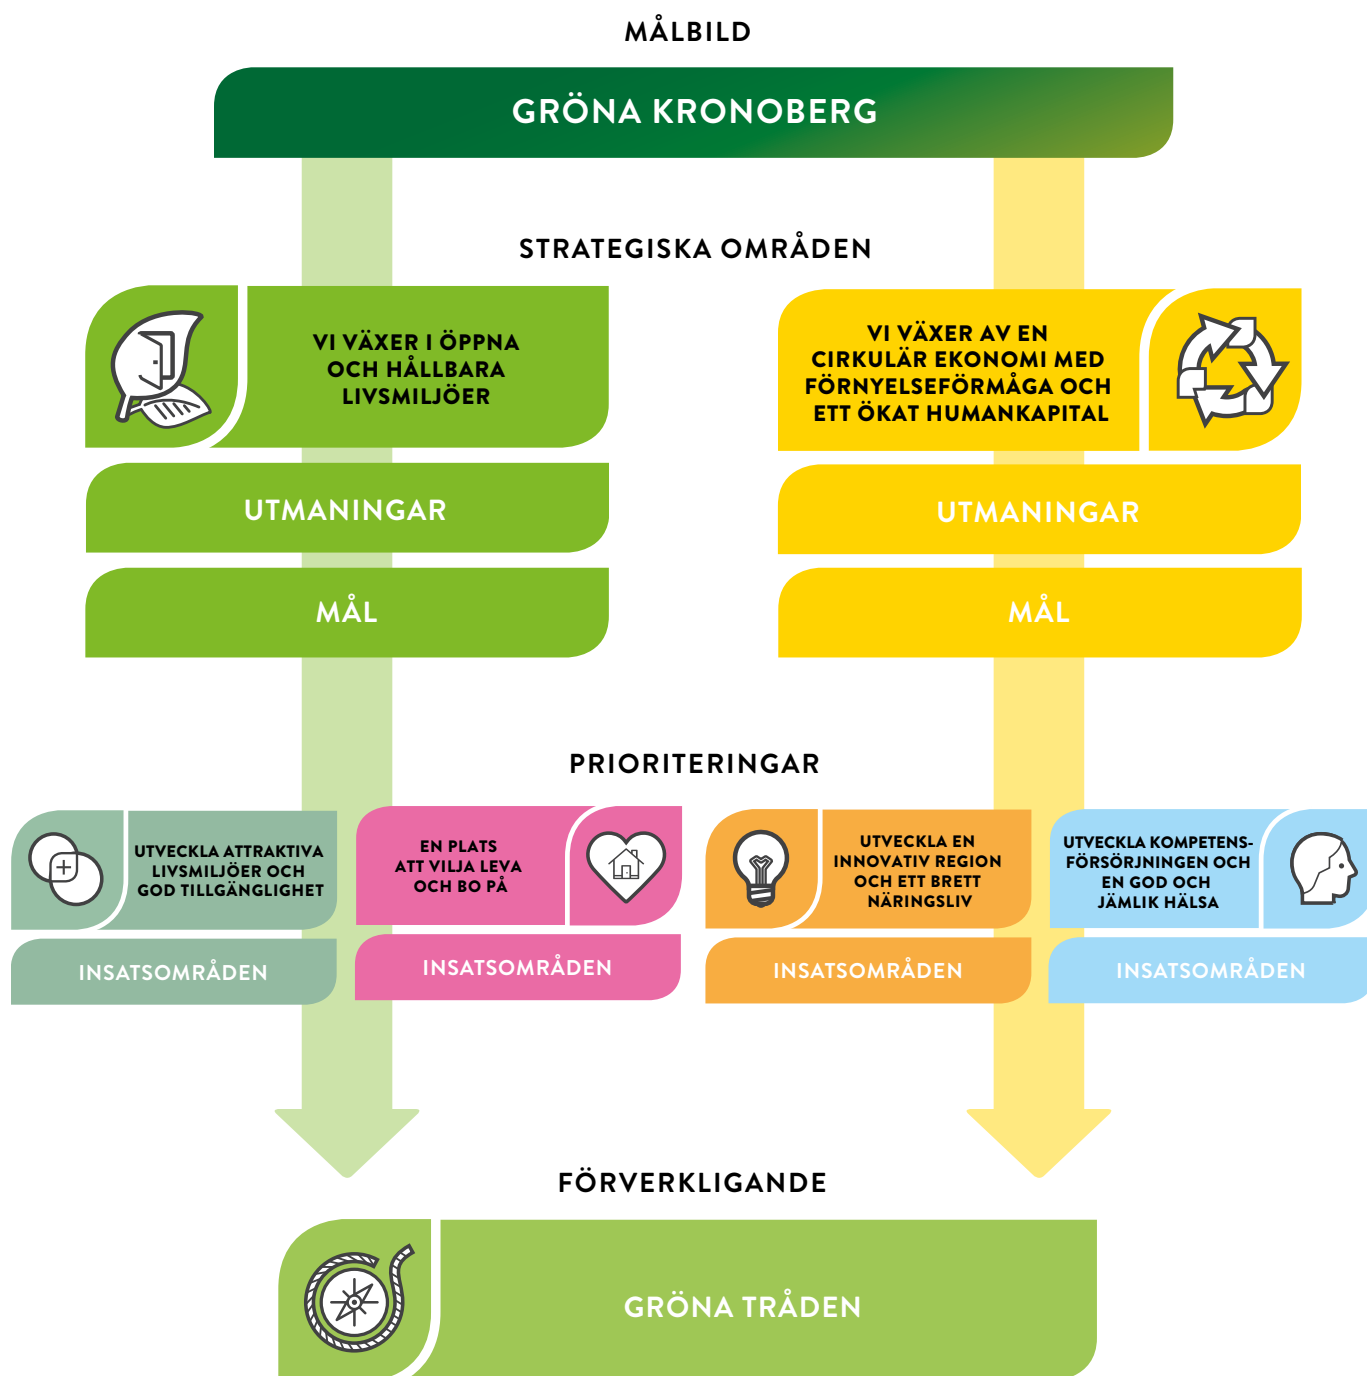 MÅLBILD
GRÖNA KRONOBERG
STRATEGISKA OMRÅDEN
VI VÄXER I ÖPPNA
OCH HÅLLBARA
LIVSMILJÖER
UTMANINGAR
MÅL
VI VÄXER AV EN
CIRKULÄR EKONOMI MED
FÖRNYELSEFÖRMÅGA OCH
ETT ÖKAT HUMANKAPITAL
UTMANINGAR
MÅL
PRIORITERINGAR
UTVECKLA ATTRAKTIVA
LIVSMILJÖER OCH
GOD TILLGÄNGLIGHET
INSATSOMRÅDEN
EN PLATS
ATT VILJA LEVA
OCH BO PÅ
INSATSOMRÅDEN
UTVECKLA EN
INNOVATIV REGION
OCH ETT BRETT
NÄRINGSLIV
INSATSOMRÅDEN
UTVECKLA KOMPETENS-
FÖRSÖRJNINGEN OCH
EN GOD OCH
JÄMLIK HÄLSA
INSATSOMRÅDEN
FÖRVERKLIGANDE
GRÖNA TRÅDEN